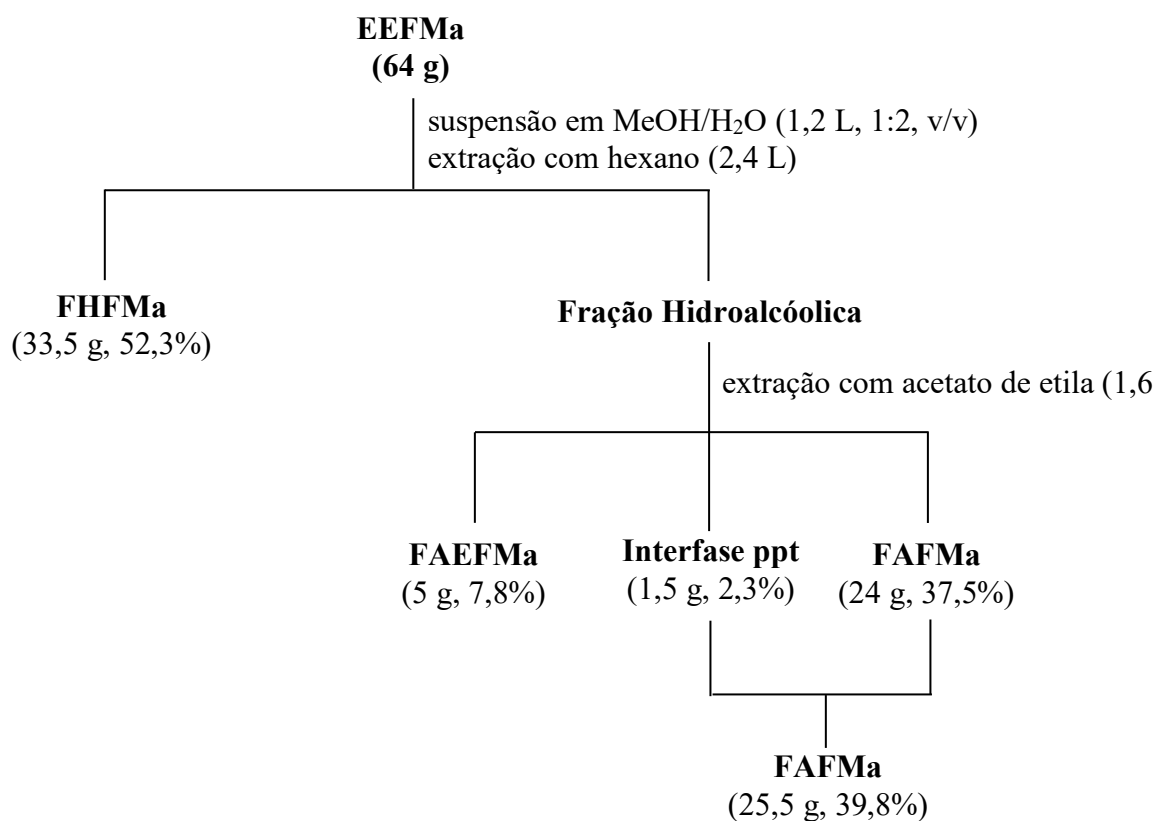 EEFMa
(64 g)
suspensão em MeOH/H₂O (1,2 L, 1:2, v/v)
extração com hexano (2,4 L)
FHFMa
(33,5 g, 52,3%)
Fração Hidroalcóolica
extração com acetato de etila (1,6
FAEFMa
(5 g, 7,8%)
Interfase ppt
(1,5 g, 2,3%)
FAFMa
(24 g, 37,5%)
FAFMa
(25,5 g, 39,8%)